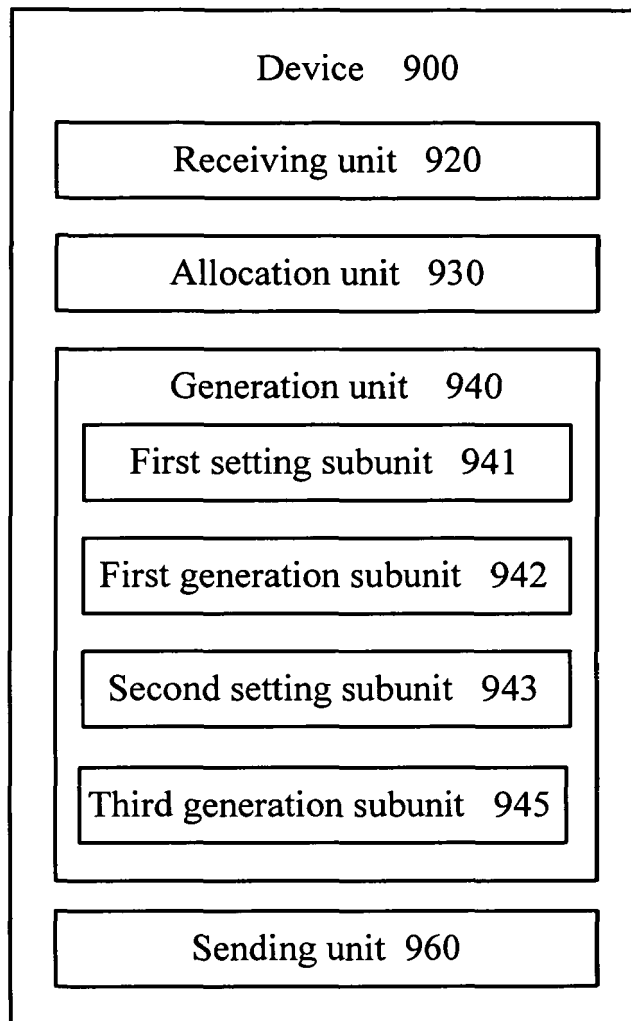 Device 900
Receiving unit 920
Allocation unit 930
Generation unit 940
First setting subunit 941
First generation subunit 942
Second setting subunit 943
Third generation subunit 945
Sending unit 960